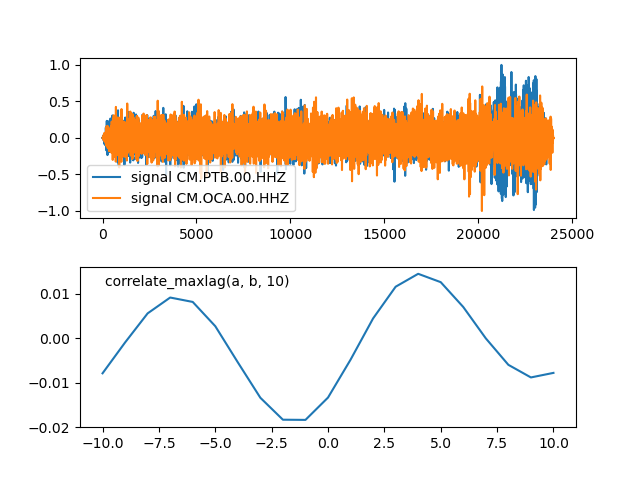 1.0
0.5
0.0
−0.5
−1.0
signal CM.PTB.00.HHZ
signal CM.OCA.00.HHZ
0 5000 10000 15000 20000 25000
correlate_maxlag(a, b, 10)
0.01
0.00
−0.01
−0.02
−10.0 −7.5 −5.0 −2.5 0.0 2.5 5.0 7.5 10.0